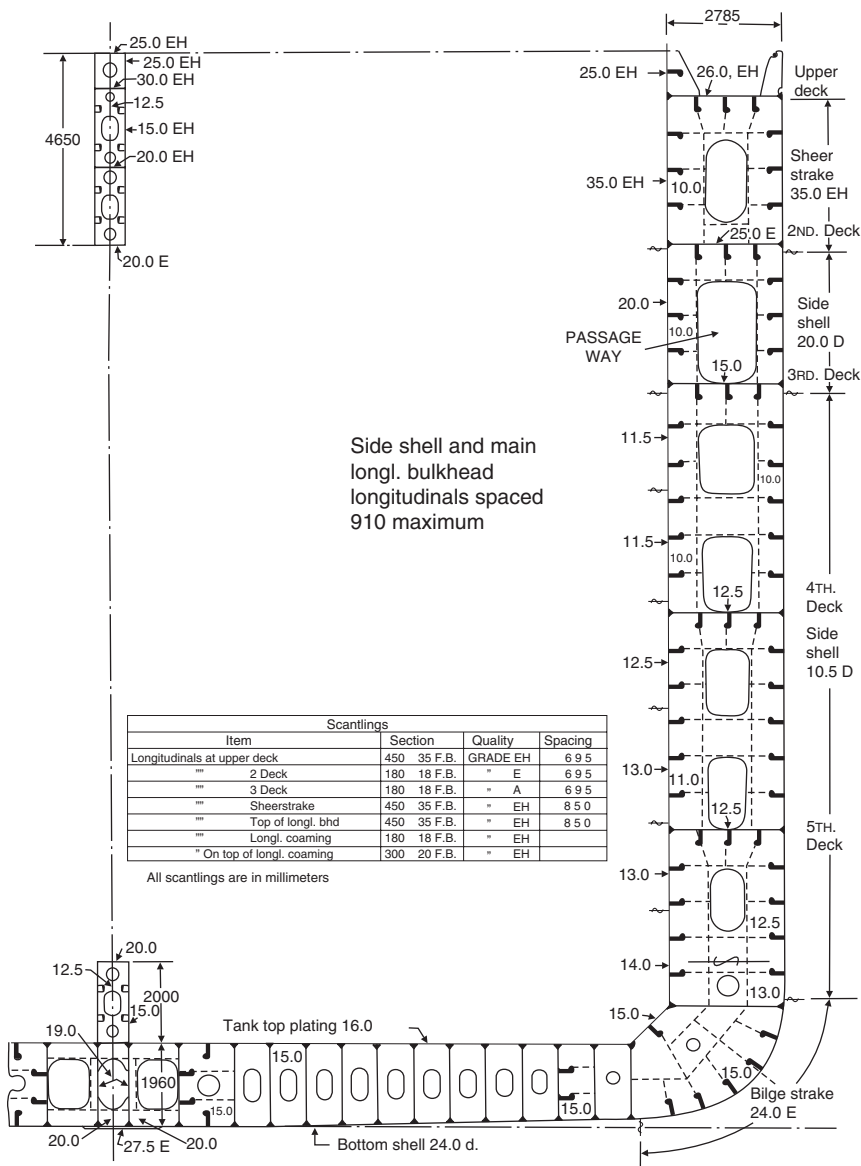 2785
25.0 EH
25.0 EH
30.0 EH
12.5
15.0 EH
20.0 EH
4650
20.0 E
25.0 EH
26.0, EH
Upper
deck
Sheer
strake
35.0 EH
35.0 EH
10.0
25.0 E
2ND. Deck
20.0
10.0
PASSAGE
WAY
15.0
Side
shell
20.0 D
3RD. Deck
Side shell and main
longl. bulkhead
longitudinals spaced
910 maximum
11.5
10.0
11.5
10.0
12.5
4TH.
Deck
Side
shell
10.5 D
12.5
13.0
11.0
12.5
5TH.
Deck
13.0
12.5
14.0
13.0
Scantlings
Item Section Quality Spacing
Longitudinals at upper deck 450 35 F.B. GRADE EH 6 9 5
"" 2 Deck 180 18 F.B. " E 6 9 5
"" 3 Deck 180 18 F.B. " A 6 9 5
"" Sheerstrake 450 35 F.B. " EH 8 5 0
"" Top of longl. bhd 450 35 F.B. " EH 8 5 0
"" Longl. coaming 180 18 F.B. " EH
" On top of longl. coaming 300 20 F.B. " EH
All scantlings are in millimeters
20.0
12.5
2000
15.0
19.0
Tank top plating 16.0
15.0
15.0
1960
15.0
15.0
15.0
Bilge strake
24.0 E
20.0
27.5 E
20.0
Bottom shell 24.0 d.